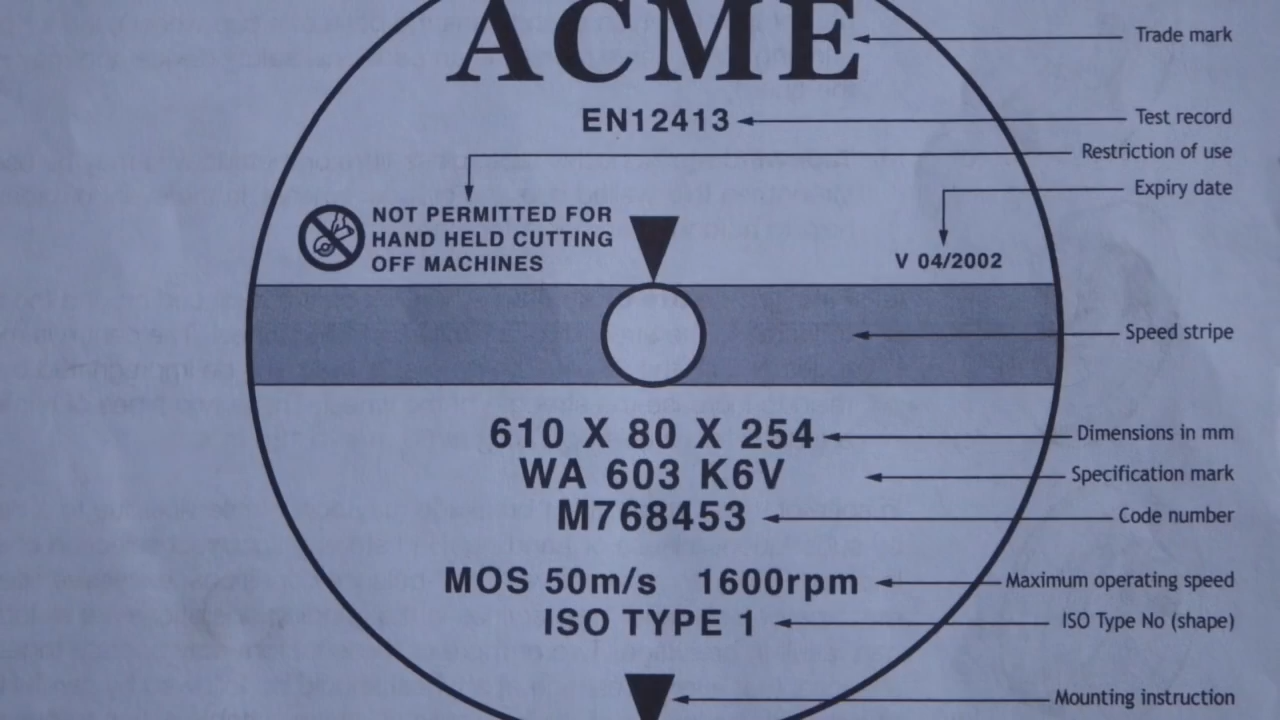 ACME
Trade mark
EN12413
Test record
Restriction of use
Expiry date
NOT PERMITTED FOR
HAND HELD CUTTING
OFF MACHINES
V 04/2002
Speed stripe
610 X 80 X 254
Dimensions in mm
WA 603 K6V
Specification mark
M768453
Code number
MOS 50m/s 1600rpm
Maximum operating speed
ISO TYPE 1
ISO Type No (shape)
Mounting instruction